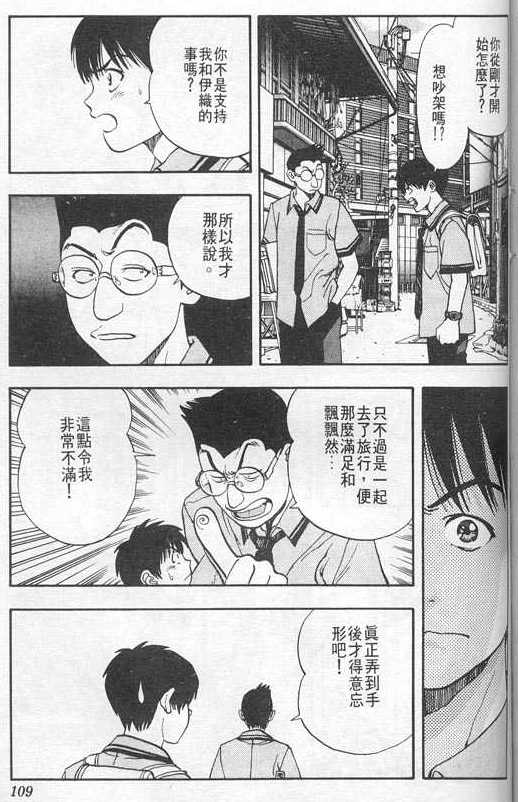 你從剛才開
始怎麼了？
想吵架嗎!?
你不是支持
我和伊織的
事嗎？
所以我才
那樣說。
只不過是一起
去了旅行，便
那麼滿足和
飄飄然…
這點令我
非常不滿！
眞正弄到手
後才得意忘
形吧！
109